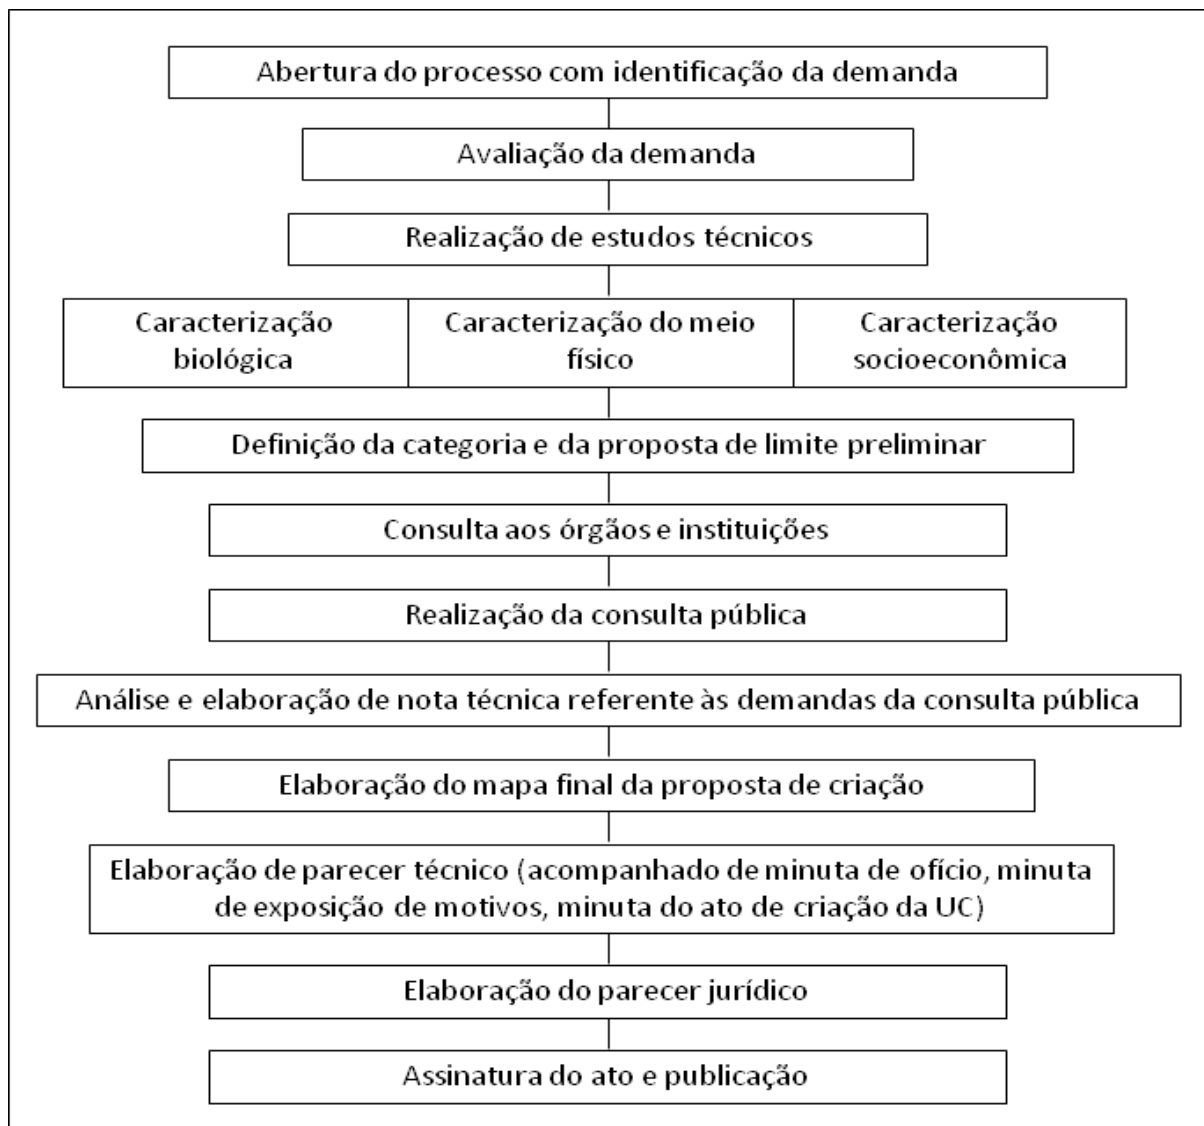 Abertura do processo com identificação da demanda
Avaliação da demanda
Realização de estudos técnicos
Caracterização
biológica
Caracterização do meio
físico
Caracterização
socioeconômica
Definição da categoria e da proposta de limite preliminar
Consulta aos órgãos e instituições
Realização da consulta pública
Análise e elaboração de nota técnica referente às demandas da consulta pública
Elaboração do mapa final da proposta de criação
Elaboração de parecer técnico (acompanhado de minuta de ofício, minuta
de exposição de motivos, minuta do ato de criação da UC)
Elaboração do parecer jurídico
Assinatura do ato e publicação